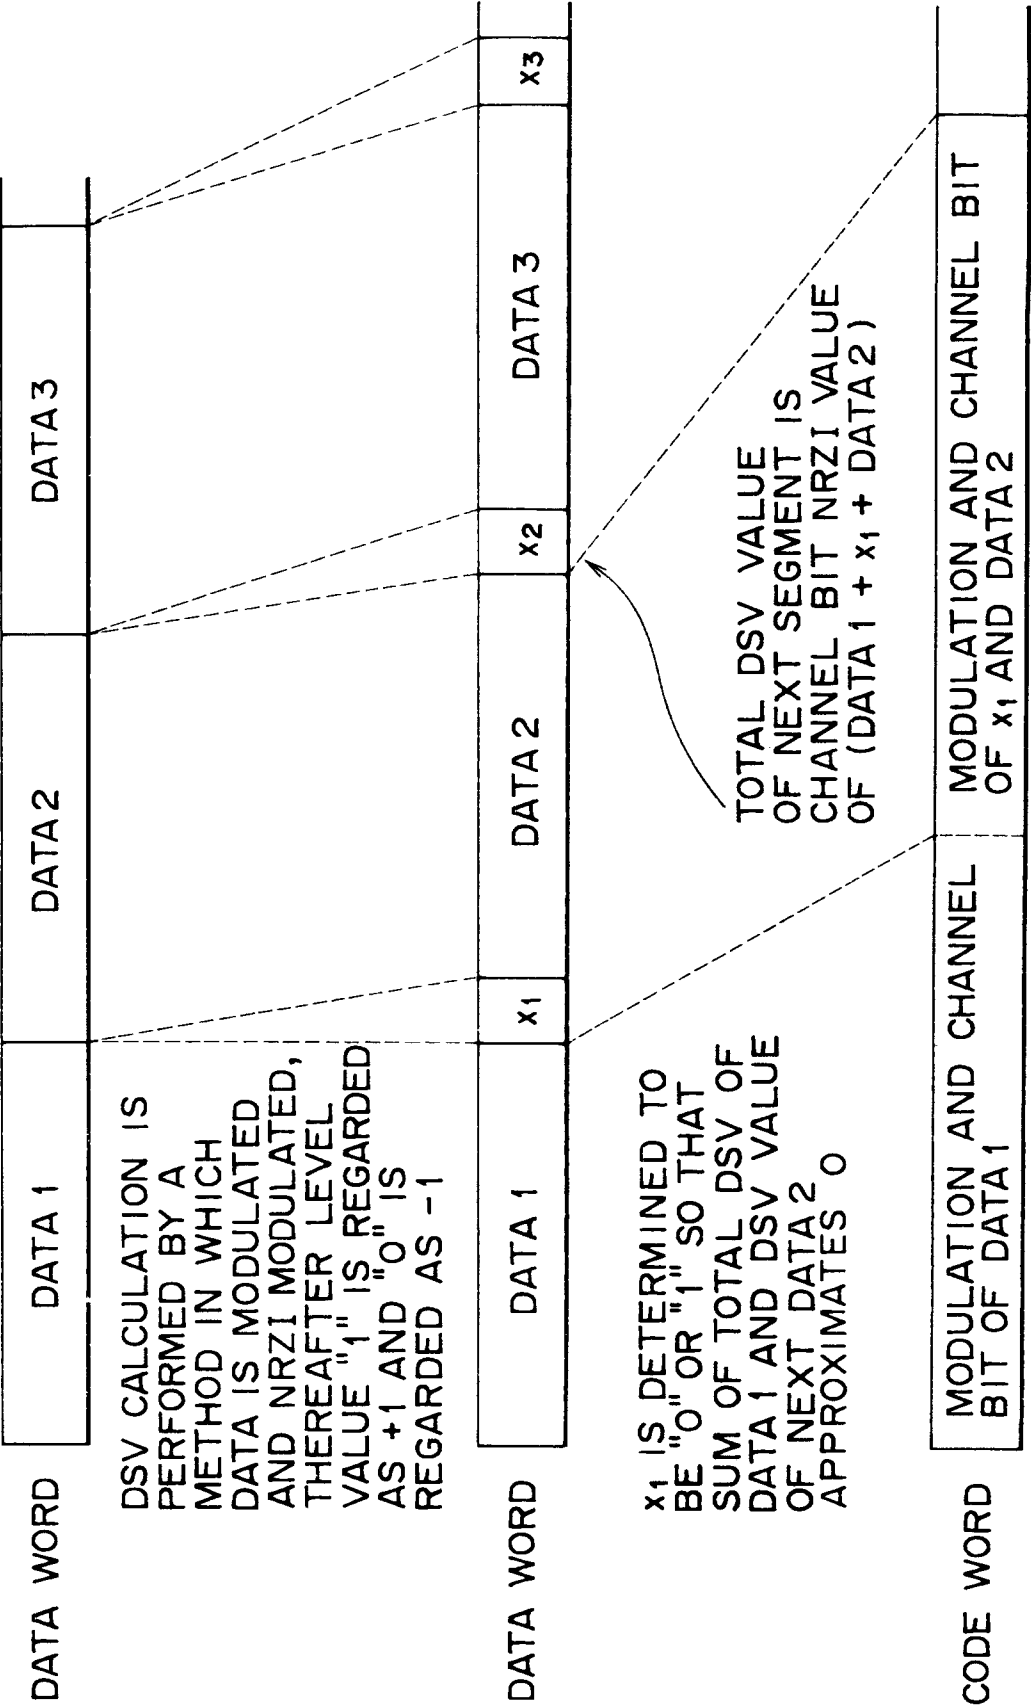 DATA WORD
DATA 1
DATA 2
DATA 3
DSV CALCULATION IS
PERFORMED BY A
METHOD IN WHICH
DATA IS MODULATED
AND NRZI MODULATED,
THEREAFTER LEVEL
VALUE "1" IS REGARDED
AS +1 AND "0" IS
REGARDED AS -1
DATA WORD
DATA 1
x1
DATA 2
x2
DATA 3
x3
x1 IS DETERMINED TO
BE "0" OR "1" SO THAT
SUM OF TOTAL DSV OF
DATA 1 AND DSV VALUE
OF NEXT DATA 2
APPROXIMATES 0
TOTAL DSV VALUE
OF NEXT SEGMENT IS
CHANNEL BIT NRZI VALUE
OF (DATA 1 + x1 + DATA 2)
CODE WORD
MODULATION AND CHANNEL
BIT OF DATA 1
MODULATION AND CHANNEL BIT
OF x1 AND DATA 2